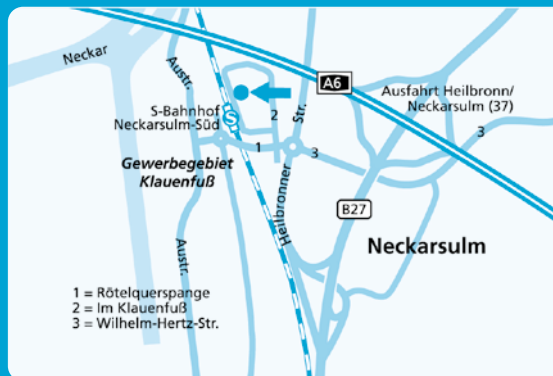 Neckar
Austr.
A6
Str.
Ausfahrt Heilbronn/
Neckarsulm (37)
S-Bahnhof
Neckarsulm-Süd
S
2
3
1
3
Gewerbegebiet
Klauenfuß
B27
Heilbronner
Austr.
Neckarsulm
1 = Rötelquerspange
2 = Im Klauenfuß
3 = Wilhelm-Hertz-Str.